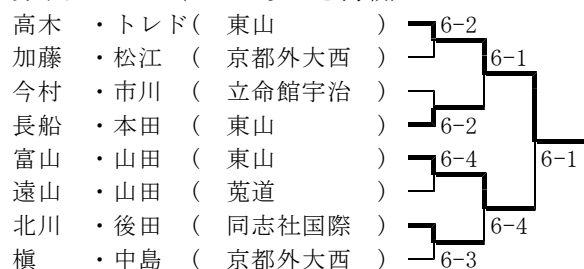 高木 ・トレド( 東山 ) 6-2
加藤 ・松江 ( 京都外大西 ) 6-1
今村 ・市川 ( 立命館宇治 )
長船 ・本田 ( 東山 ) 6-2
富山 ・山田 ( 東山 ) 6-4 6-1
遠山 ・山田 ( 莵道 )
北川 ・後田 ( 同志社国際 ) 6-4
槇 ・中島 ( 京都外大西 ) 6-3